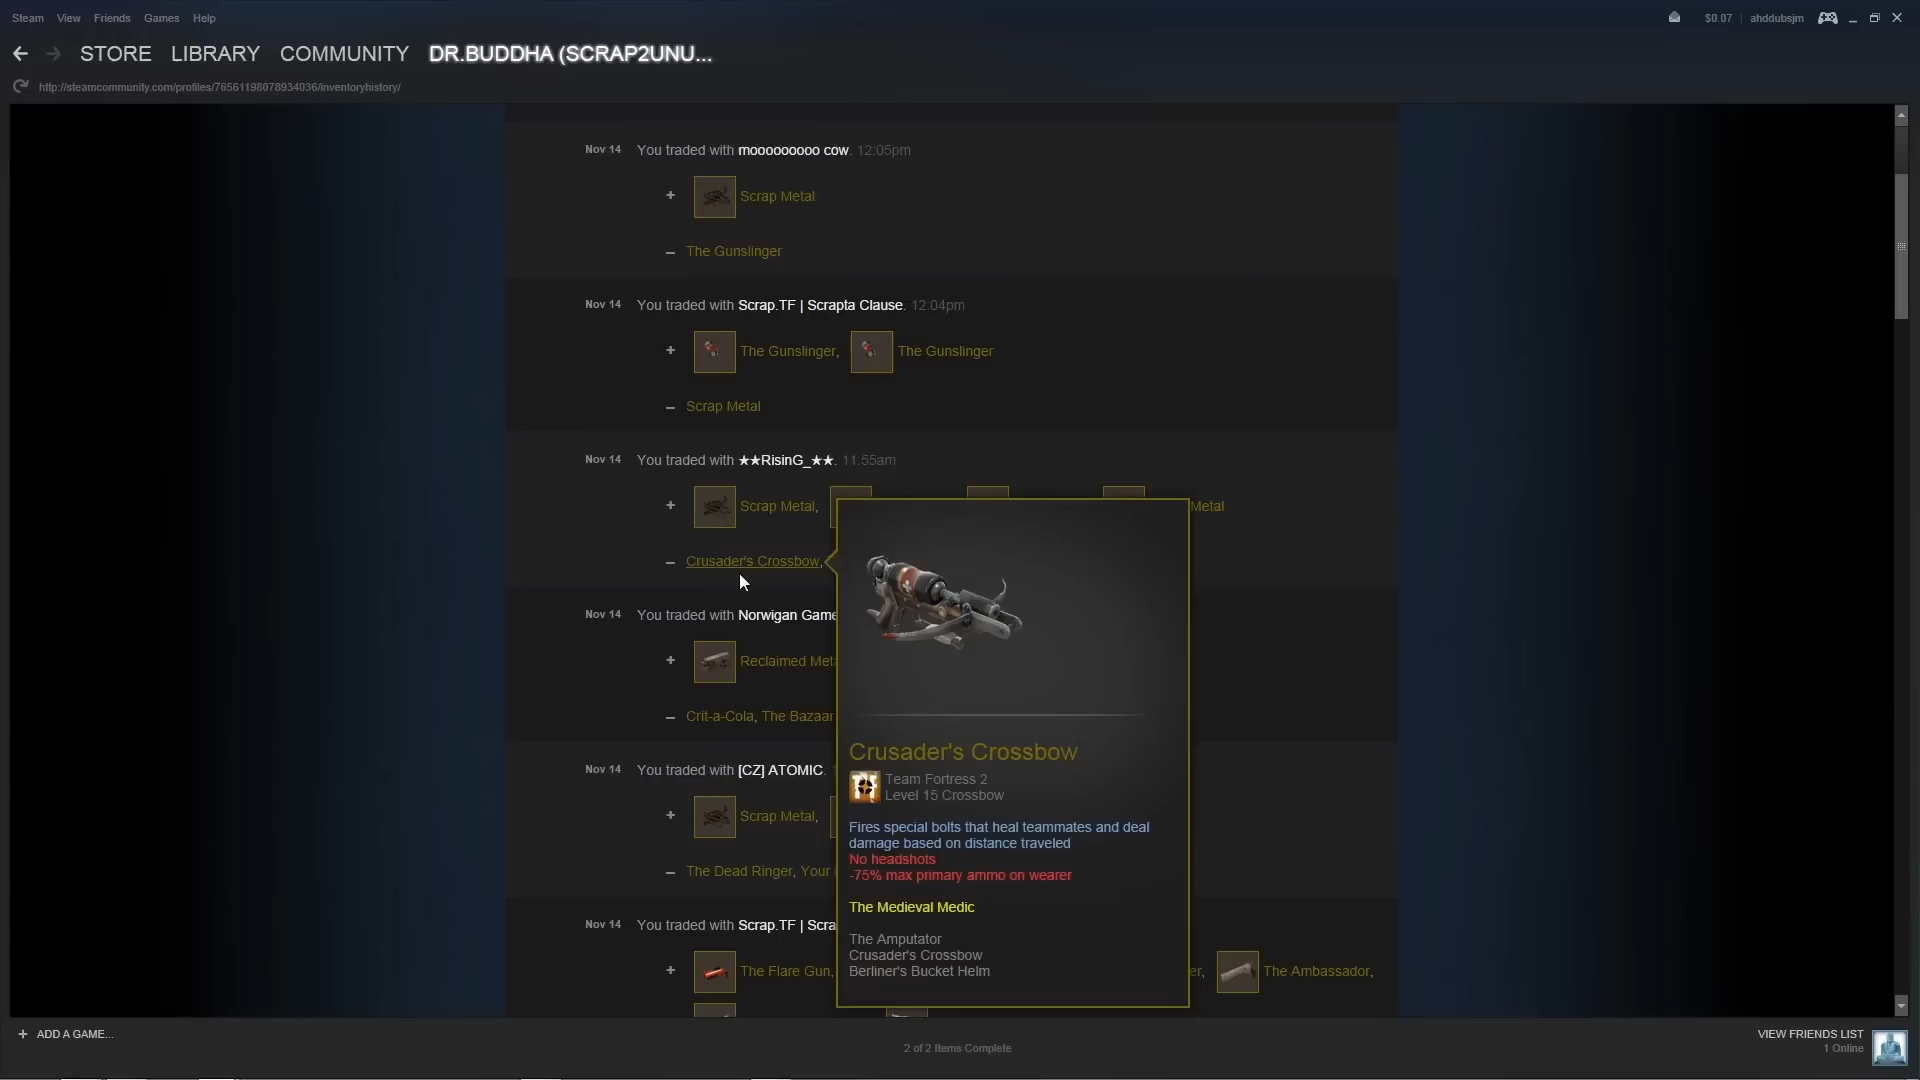 Steam View Friends Games Help
$0.07 | ahddubsjm
STORE LIBRARY COMMUNITY DR.BUDDHA (SCRAP2UNU...
http://steamcommunity.com/profiles/76561198078934036/inventoryhistory/
Nov 14 You traded with mooooooooo cow. 12:05pm
+ Scrap Metal
– The Gunslinger
Nov 14 You traded with Scrap.TF | Scrapta Clause. 12:04pm
+ The Gunslinger, The Gunslinger
– Scrap Metal
Nov 14 You traded with ★★RisinG_★★. 11:55am
+ Scrap Metal, Metal
– Crusader's Crossbow,
Nov 14 You traded with Norwigan Game
+ Reclaimed Meta
– Crit-a-Cola, The Bazaar
Nov 14 You traded with [CZ] ATOMIC.
+ Scrap Metal,
– The Dead Ringer, Your
Nov 14 You traded with Scrap.TF | Scra
+ The Flare Gun, er, The Ambassador,
Crusader's Crossbow
Team Fortress 2
Level 15 Crossbow
Fires special bolts that heal teammates and deal
damage based on distance traveled
No headshots
-75% max primary ammo on wearer
The Medieval Medic
The Amputator
Crusader's Crossbow
Berliner's Bucket Helm
+ ADD A GAME...
2 of 2 Items Complete
VIEW FRIENDS LIST
1 Online